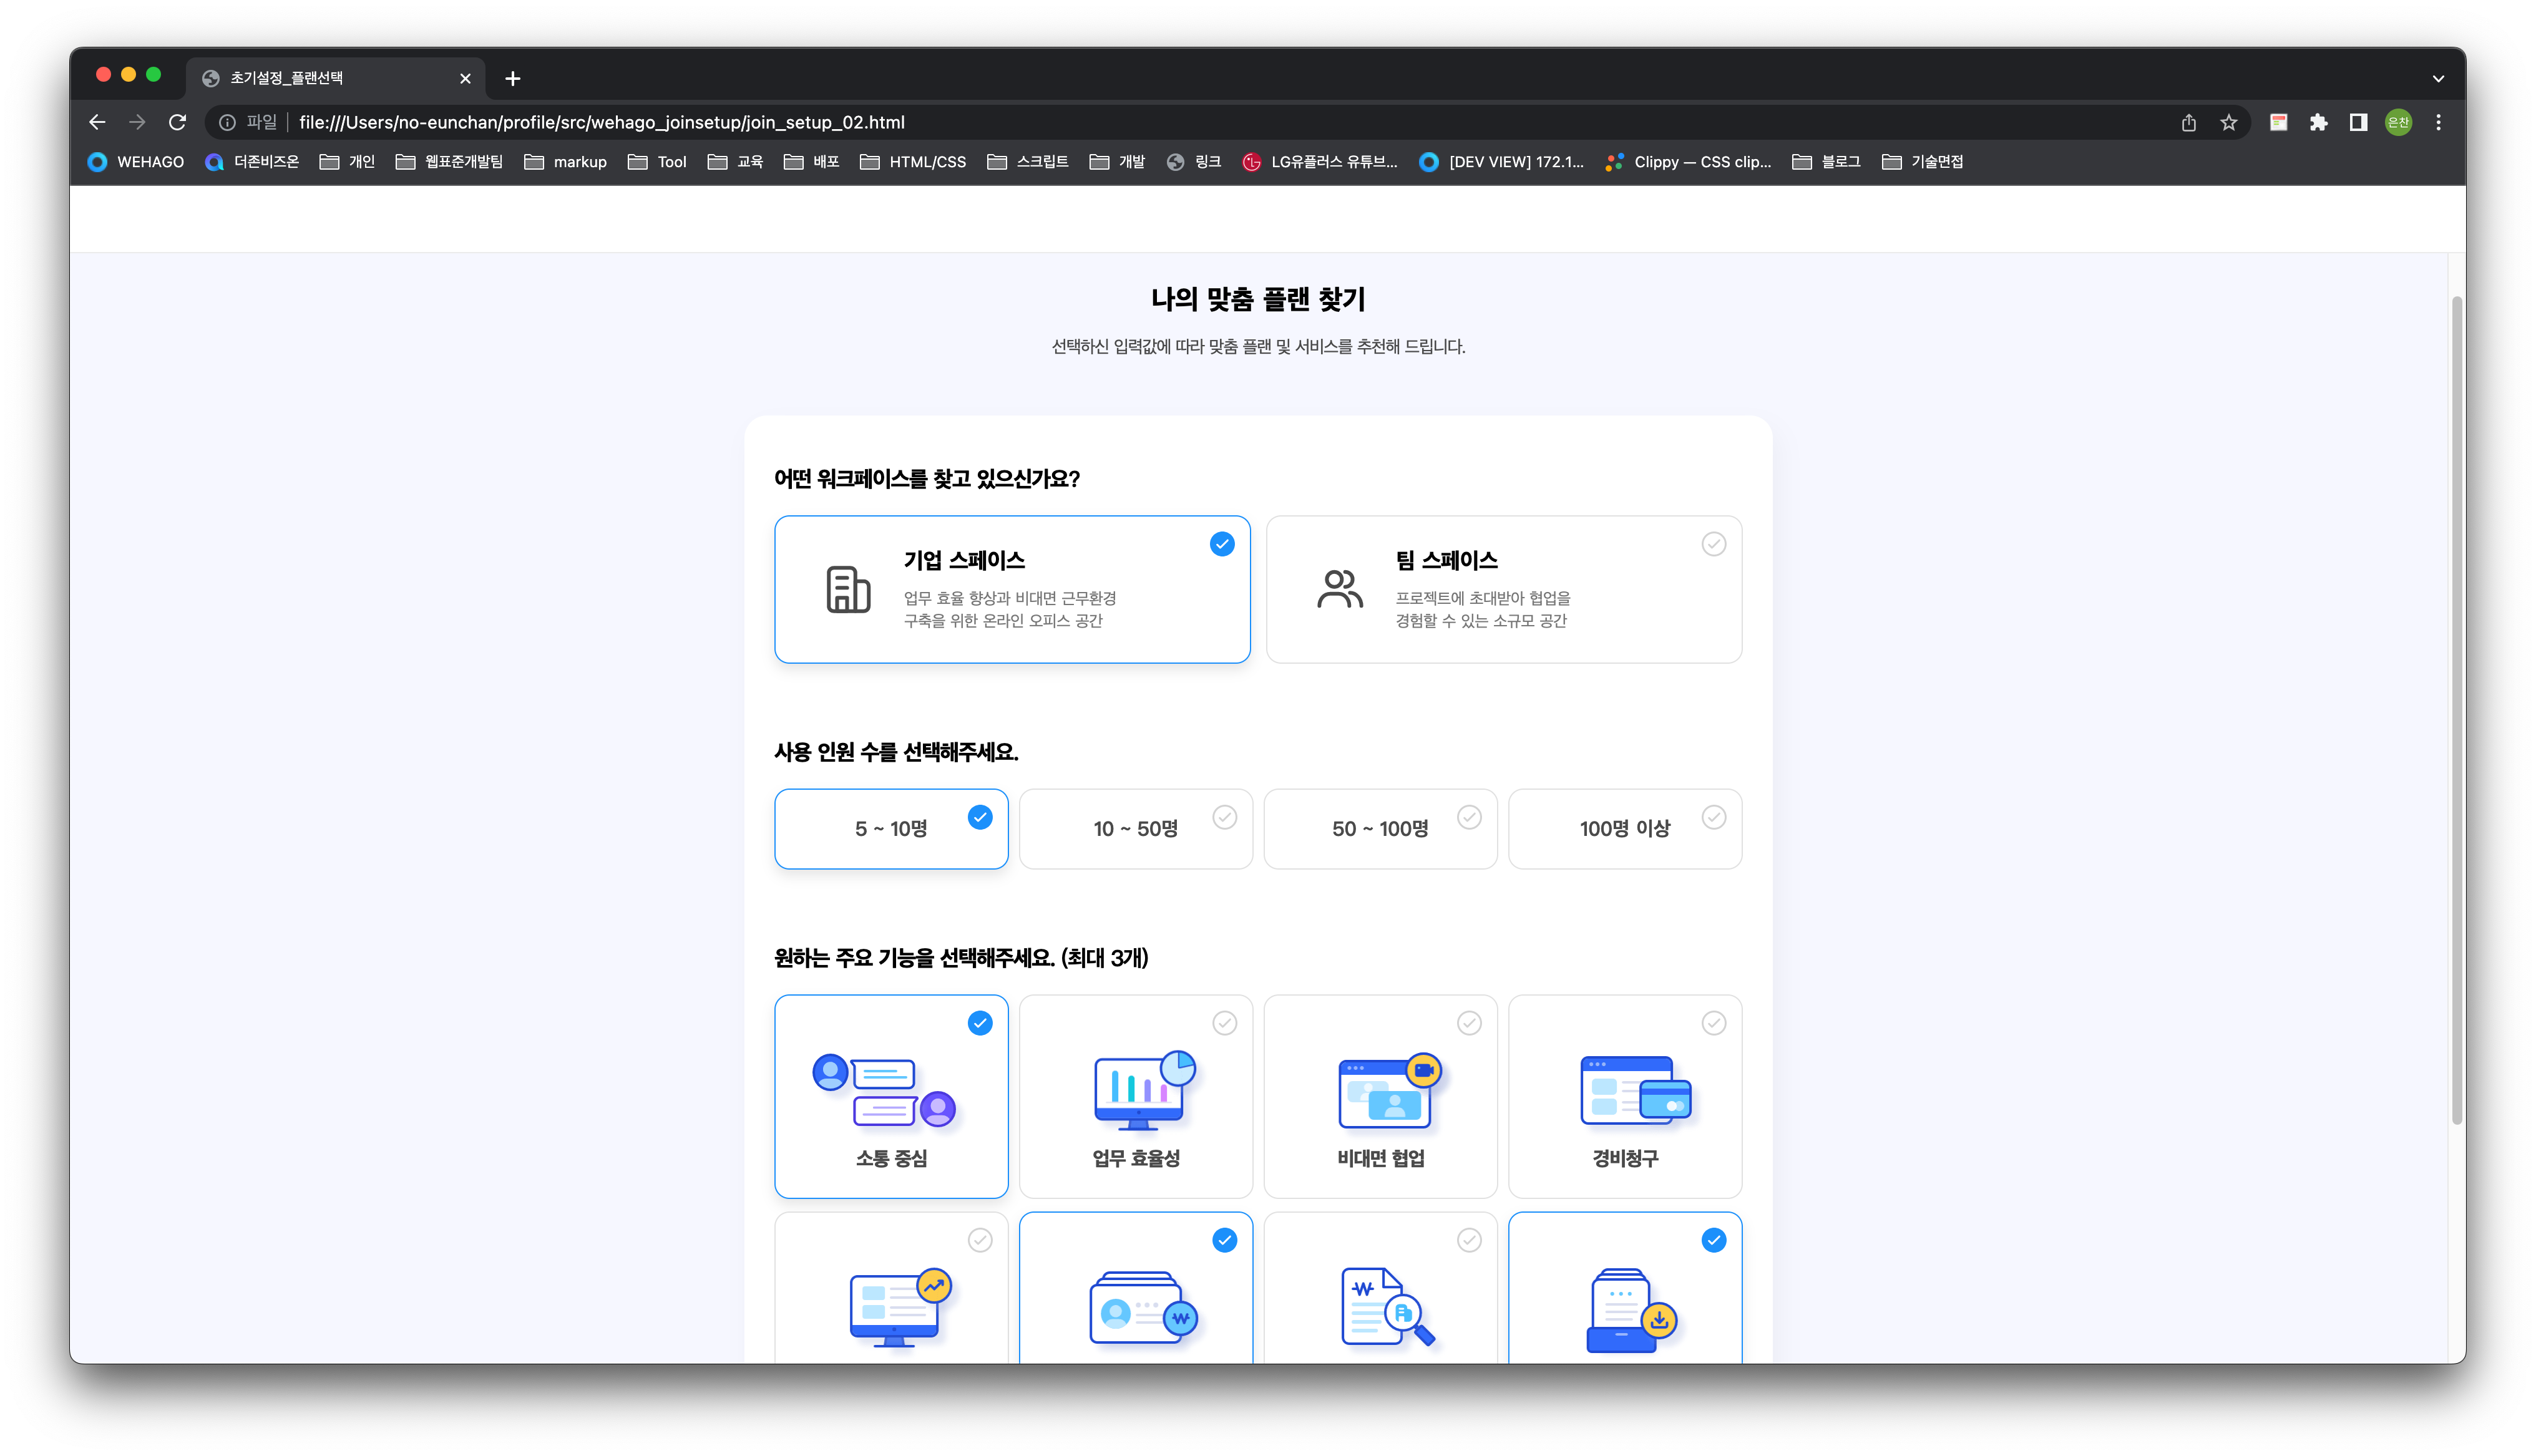 초기설정_플랜선택
파일 file:///Users/no-eunchan/profile/src/wehago_joinsetup/join_setup_02.html 은찬
WEHAGO 더존비즈온 개인 웹표준개발팀 markup Tool 교육 배포 HTML/CSS 스크립트 개발 링크 LG유플러스 유튜브... [DEV VIEW] 172.1... Clippy — CSS clip... 블로그 기술면접
나의 맞춤 플랜 찾기
선택하신 입력값에 따라 맞춤 플랜 및 서비스를 추천해 드립니다.
어떤 워크페이스를 찾고 있으신가요?
기업 스페이스
업무 효율 향상과 비대면 근무환경
구축을 위한 온라인 오피스 공간
팀 스페이스
프로젝트에 초대받아 협업을
경험할 수 있는 소규모 공간
사용 인원 수를 선택해주세요.
5 ~ 10명
10 ~ 50명
50 ~ 100명
100명 이상
원하는 주요 기능을 선택해주세요. (최대 3개)
소통 중심
업무 효율성
비대면 협업
경비청구